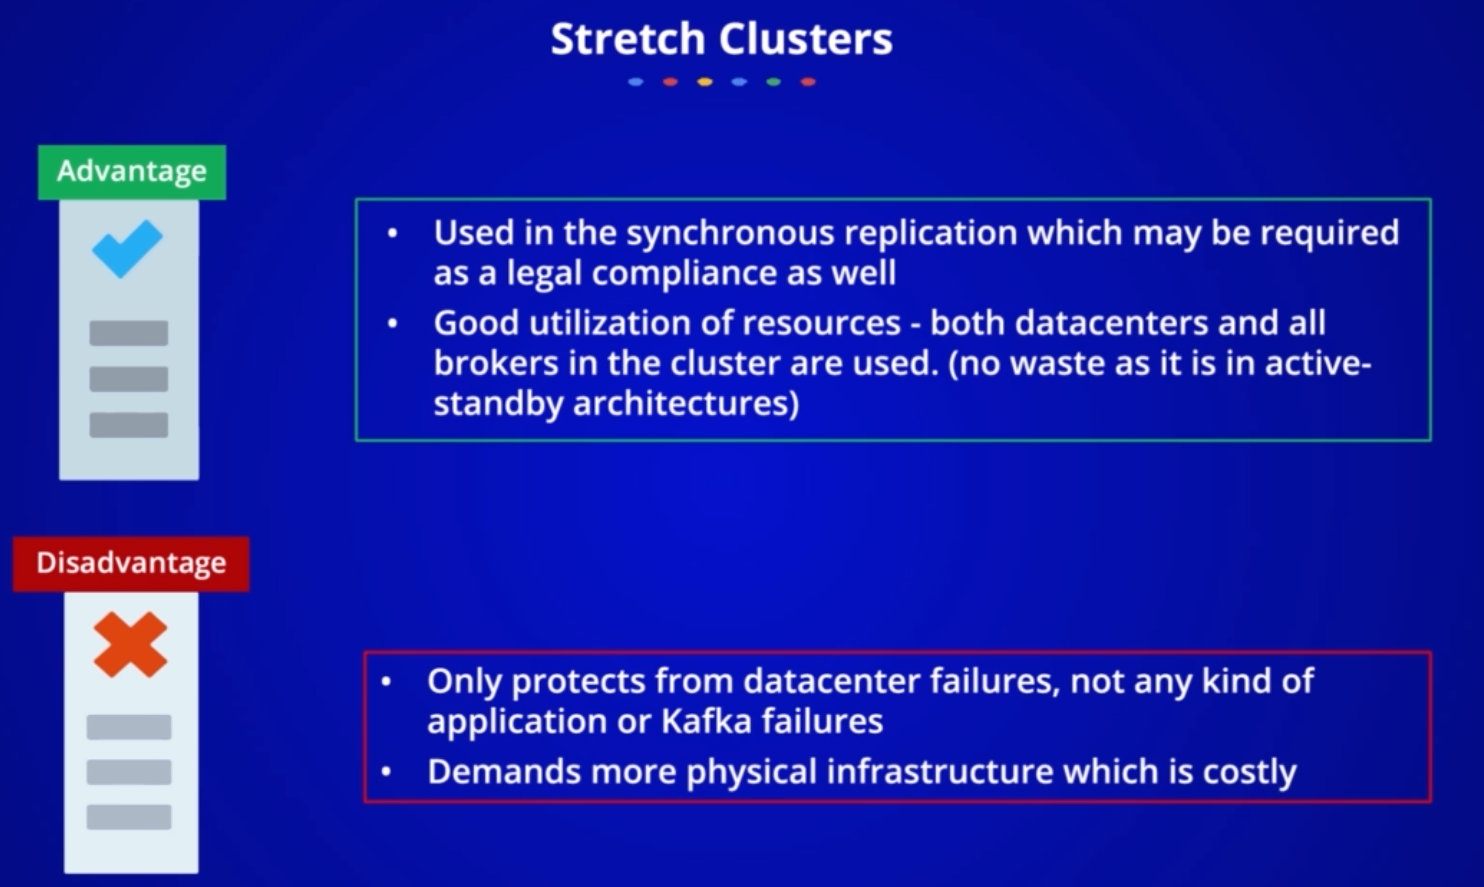 Stretch Clusters
Advantage
• Used in the synchronous replication which may be required
as a legal compliance as well
• Good utilization of resources - both datacenters and all
brokers in the cluster are used. (no waste as it is in active-
standby architectures)
Disadvantage
• Only protects from datacenter failures, not any kind of
application or Kafka failures
• Demands more physical infrastructure which is costly